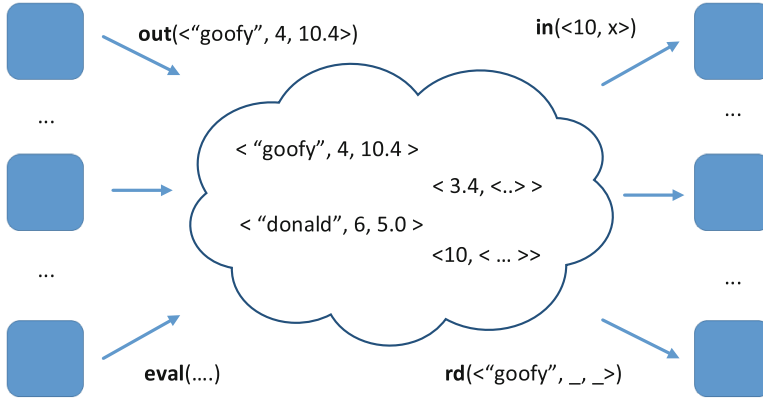 out(<“goofy”, 4, 10.4>)
in(<10, x>)
...
...
< “goofy”, 4, 10.4 >
< 3.4, <..> >
< “donald”, 6, 5.0 >
<10, < ... >>
...
...
eval(....)
rd(<“goofy”, _, _>)